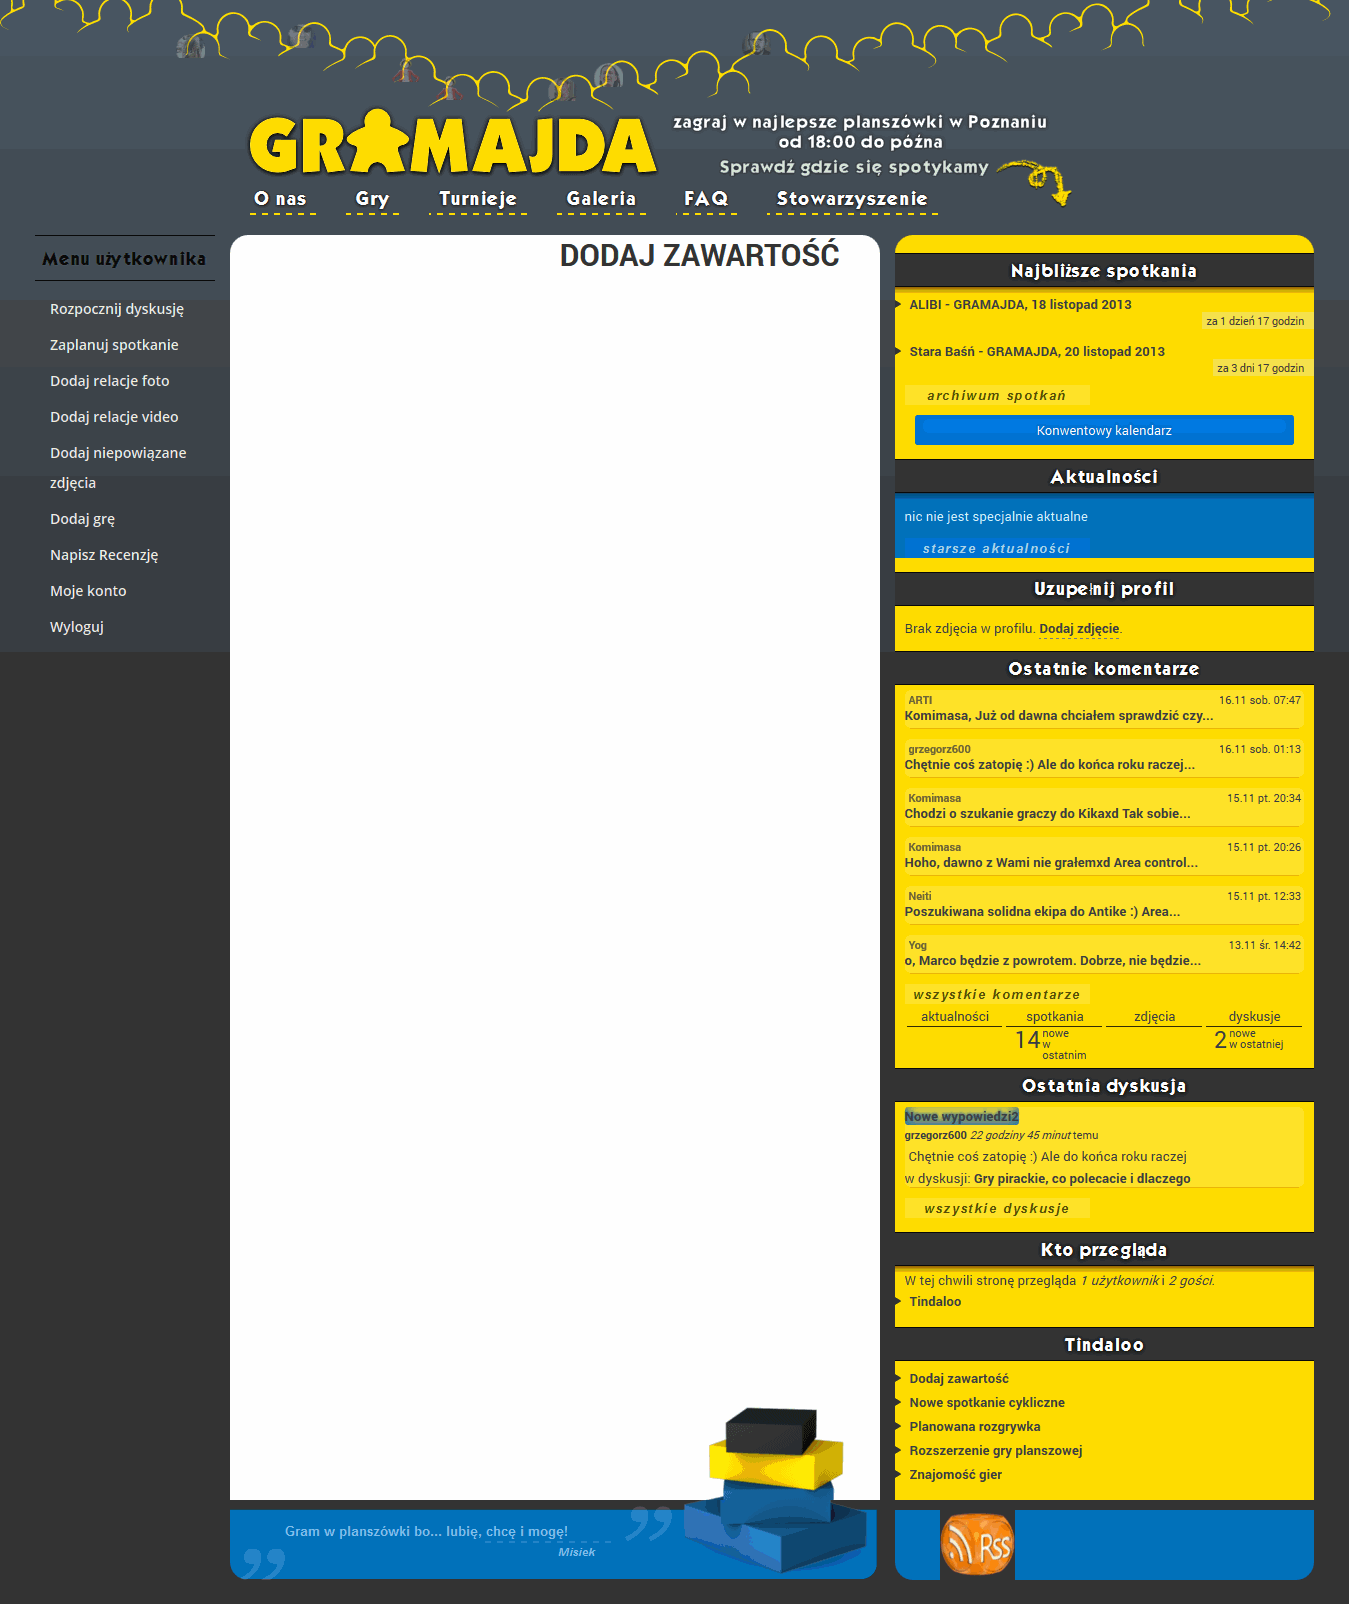 GRAMAJDA
zagraj w najlepsze planszówki w Poznaniu
od 18:00 do późna
Sprawdź gdzie się spotykamy
O nas Gry Turnieje Galeria FAQ Stowarzyszenie
Menu użytkownika
Rozpocznij dyskusję
Zaplanuj spotkanie
Dodaj relacje foto
Dodaj relacje video
Dodaj niepowiązane
zdjęcia
Dodaj grę
Napisz Recenzję
Moje konto
Wyloguj
DODAJ ZAWARTOŚĆ
Najbliższe spotkania
ALIBI - GRAMAJDA, 18 listopad 2013
za 1 dzień 17 godzin
Stara Baśń - GRAMAJDA, 20 listopad 2013
za 3 dni 17 godzin
archiwum spotkań
Konwentowy kalendarz
Aktualności
nic nie jest specjalnie aktualne
starsze aktualności
Uzupełnij profil
Brak zdjęcia w profilu. Dodaj zdjęcie.
Ostatnie komentarze
ARTI 16.11 sob. 07:47
Komimasa, Już od dawna chciałem sprawdzić czy...
grzegorz600 16.11 sob. 01:13
Chętnie coś zatopię :) Ale do końca roku raczej...
Komimasa 15.11 pt. 20:34
Chodzi o szukanie graczy do Kikaxd Tak sobie...
Komimasa 15.11 pt. 20:26
Hoho, dawno z Wami nie grałemxd Area control...
Neiti 15.11 pt. 12:33
Poszukiwana solidna ekipa do Antike :) Area...
Yog 13.11 śr. 14:42
o, Marco będzie z powrotem. Dobrze, nie będzie...
wszystkie komentarze
aktualności spotkania zdjęcia dyskusje
14 nowe w ostatnim 2 nowe w ostatniej
Ostatnia dyskusja
Nowe wypowiedzi2
grzegorz600 22 godziny 45 minut temu
Chętnie coś zatopię :) Ale do końca roku raczej
w dyskusji: Gry pirackie, co polecacie i dlaczego
wszystkie dyskusje
Kto przegląda
W tej chwili stronę przegląda 1 użytkownik i 2 gości.
Tindaloo
Tindaloo
Dodaj zawartość
Nowe spotkanie cykliczne
Planowana rozgrywka
Rozszerzenie gry planszowej
Znajomość gier
Gram w planszówki bo... lubię, chcę i mogę!
Misiek
Rss